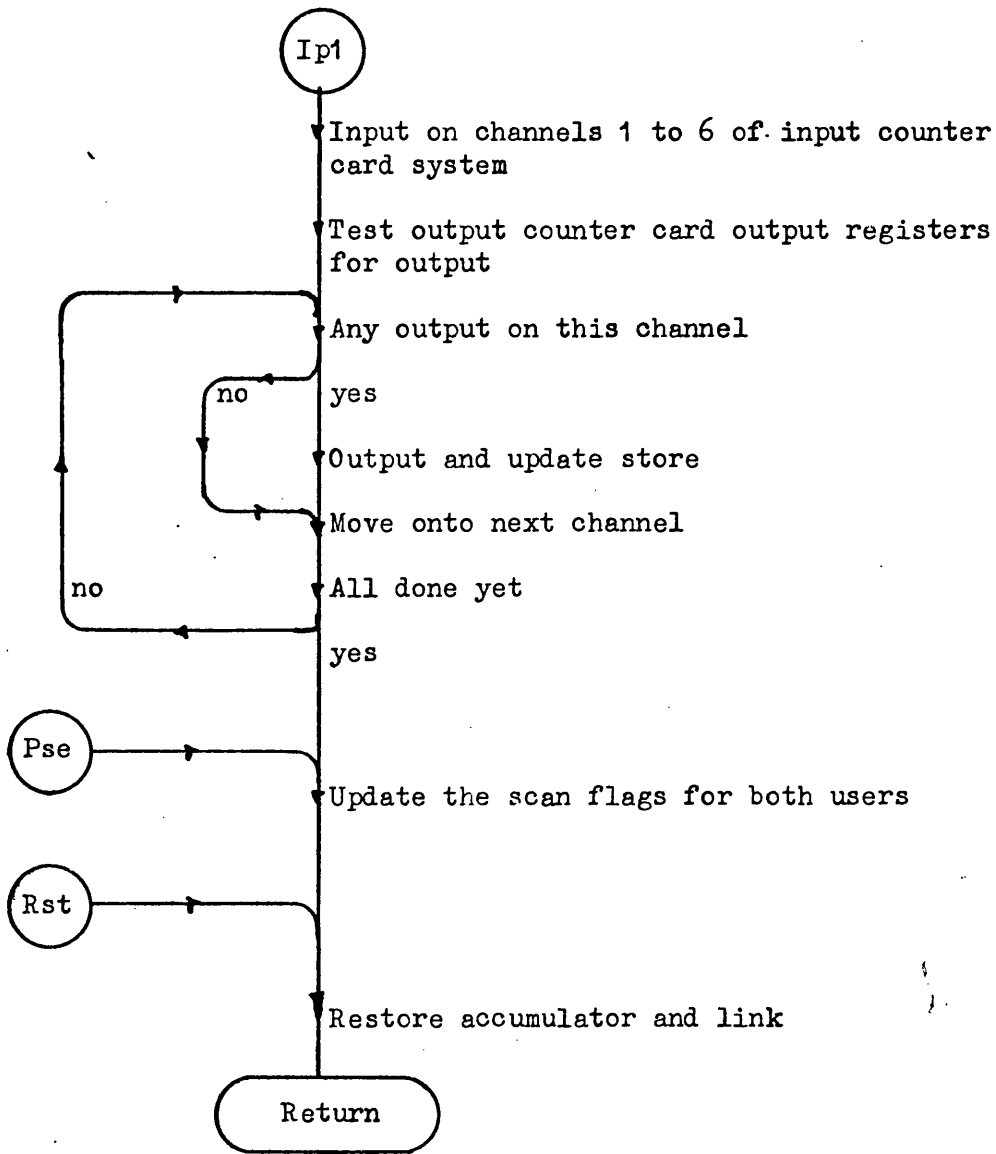 Ip1
Input on channels 1 to 6 of input counter
card system
Test output counter card output registers
for output
Any output on this channel
no
yes
Output and update store
Move onto next channel
no
All done yet
yes
Pse
Update the scan flags for both users
Rst
Restore accumulator and link
Return